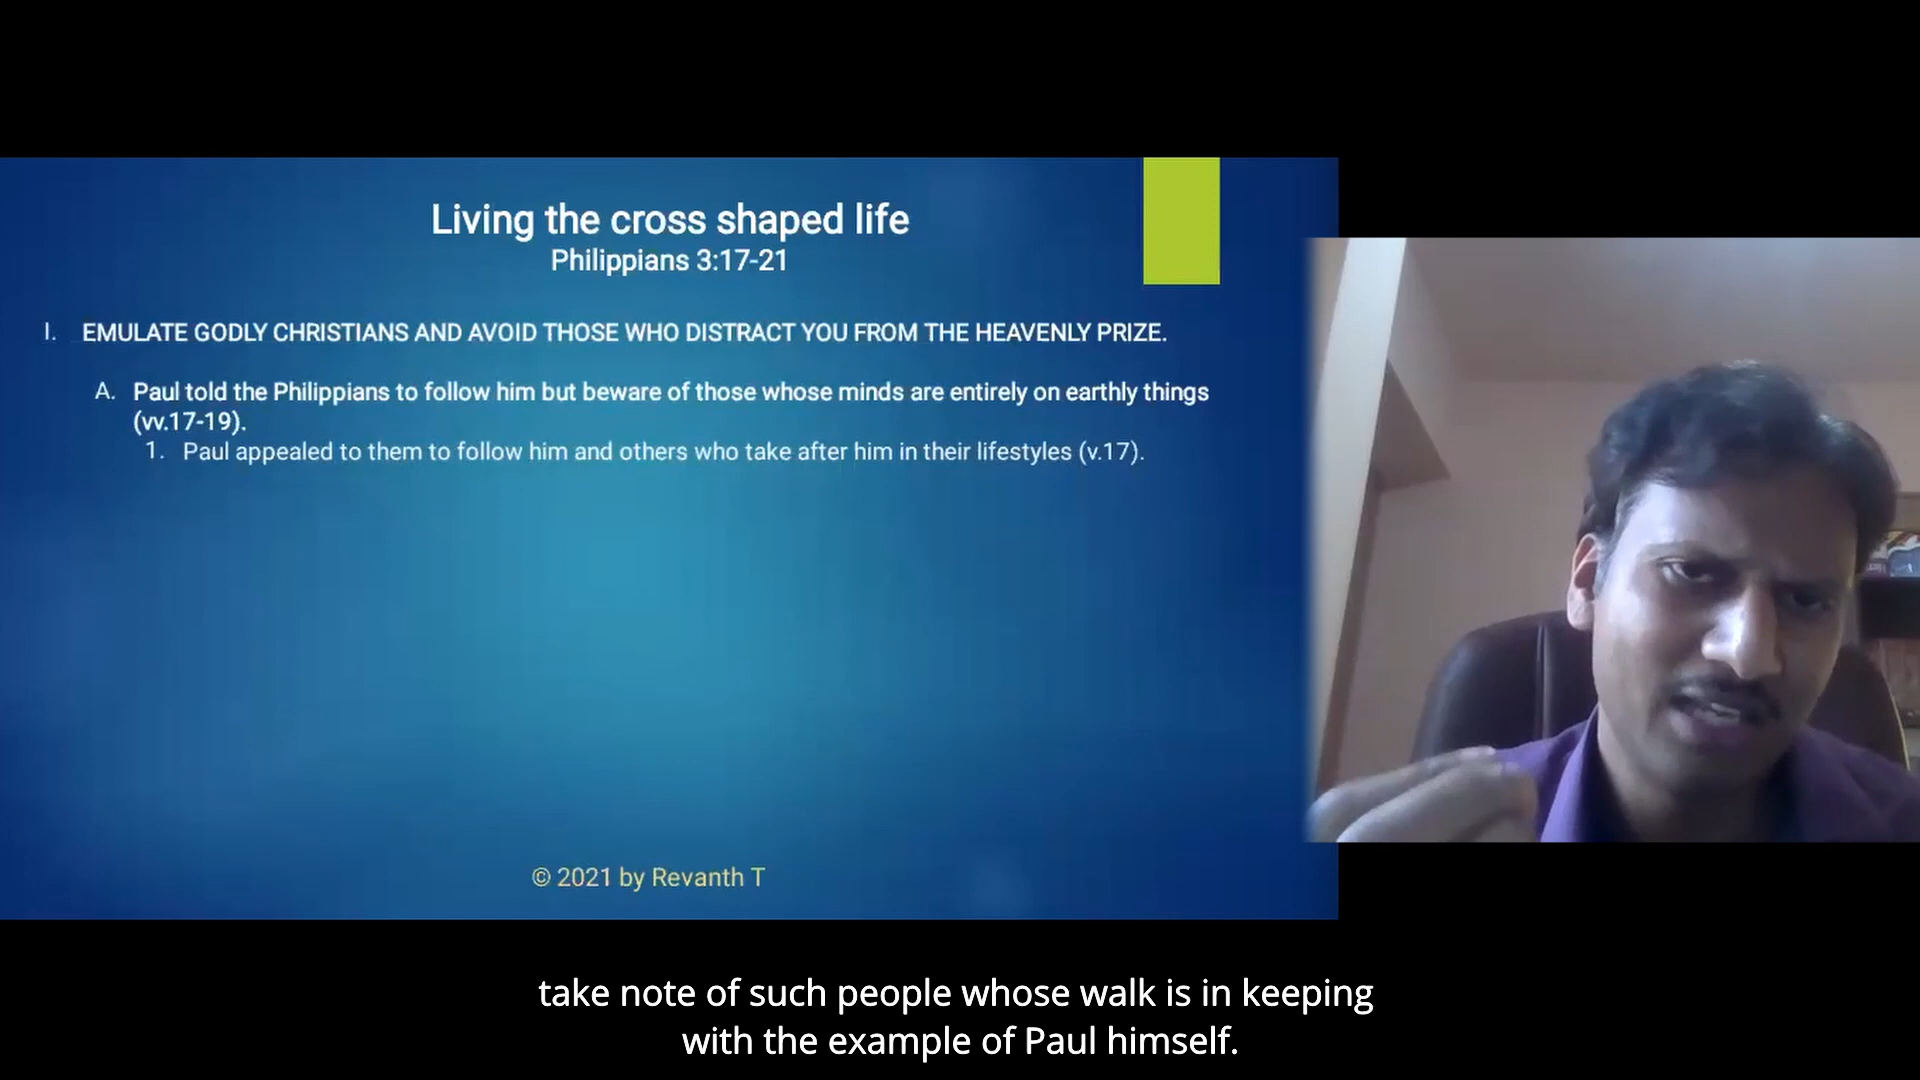 Living the cross shaped life
Philippians 3:17-21
I. EMULATE GODLY CHRISTIANS AND AVOID THOSE WHO DISTRACT YOU FROM THE HEAVENLY PRIZE.
A. Paul told the Philippians to follow him but beware of those whose minds are entirely on earthly things
(vv.17-19).
1. Paul appealed to them to follow him and others who take after him in their lifestyles (v.17).
© 2021 by Revanth T
take note of such people whose walk is in keeping
with the example of Paul himself.